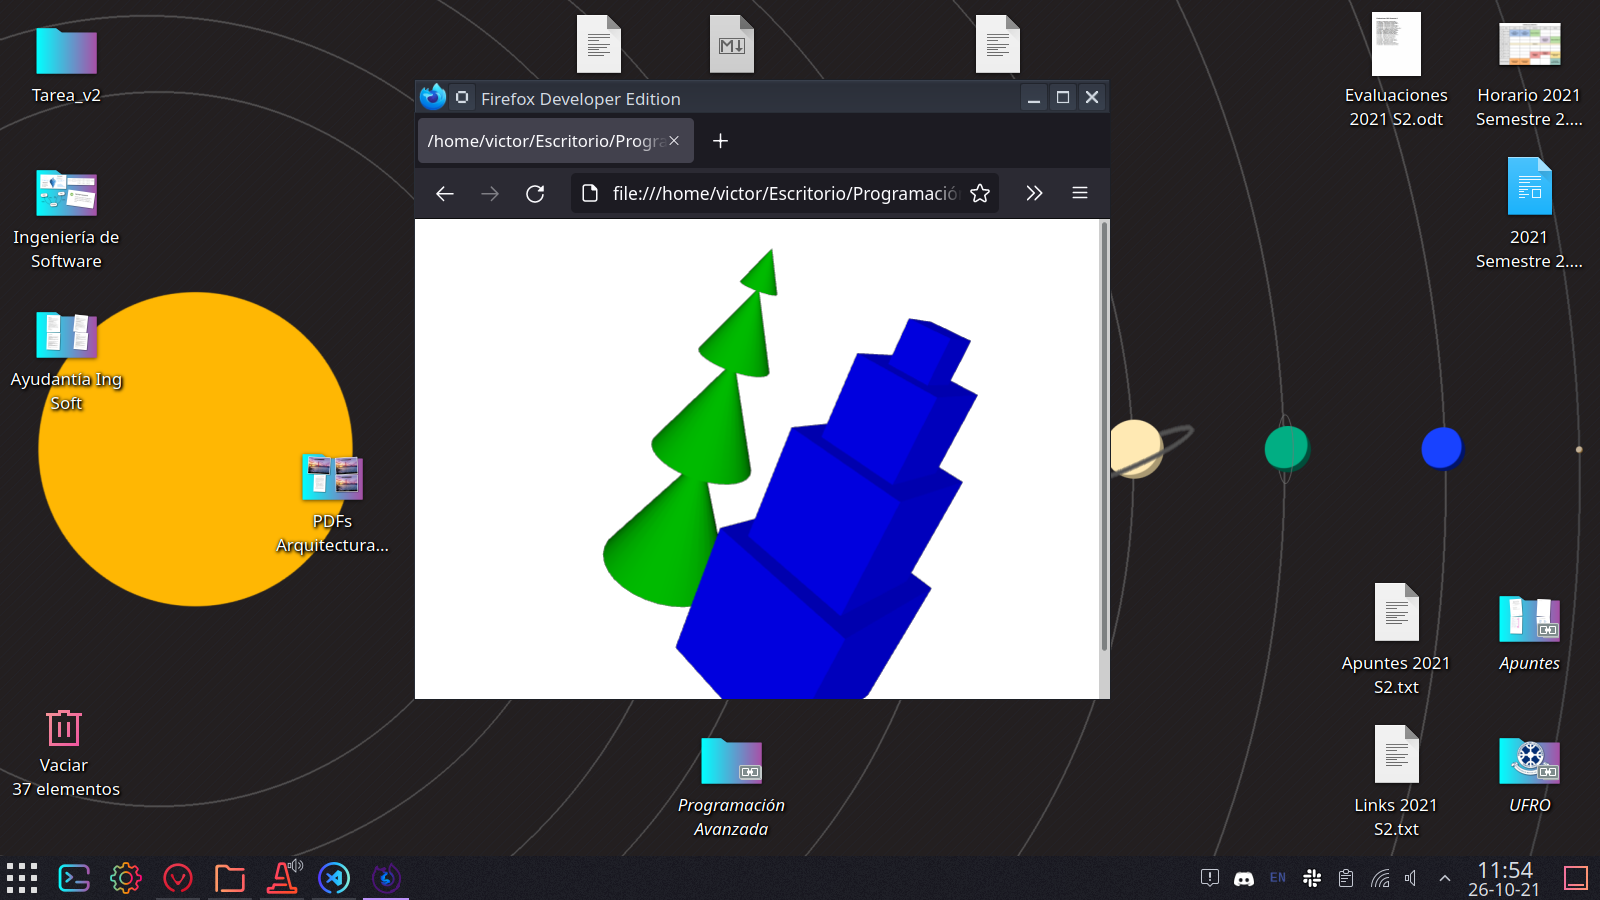 Tarea_v2
Ingeniería de
Software
Ayudantía Ing
Soft
PDFs
Arquitectura...
Vaciar
37 elementos
Firefox Developer Edition
/home/victor/Escritorio/Progra
file:///home/victor/Escritorio/Programació
Programación
Avanzada
Evaluaciones
2021 S2.odt
Horario 2021
Semestre 2....
2021
Semestre 2....
Apuntes 2021
S2.txt
Apuntes
Links 2021
S2.txt
UFRO
EN
11:54
26-10-21